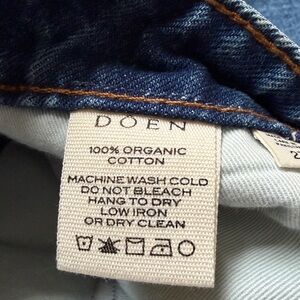 DÔEN
100% ORGANIC
COTTON
MACHINE WASH COLD
DO NOT BLEACH
HANG TO DRY
LOW IRON
OR DRY CLEAN